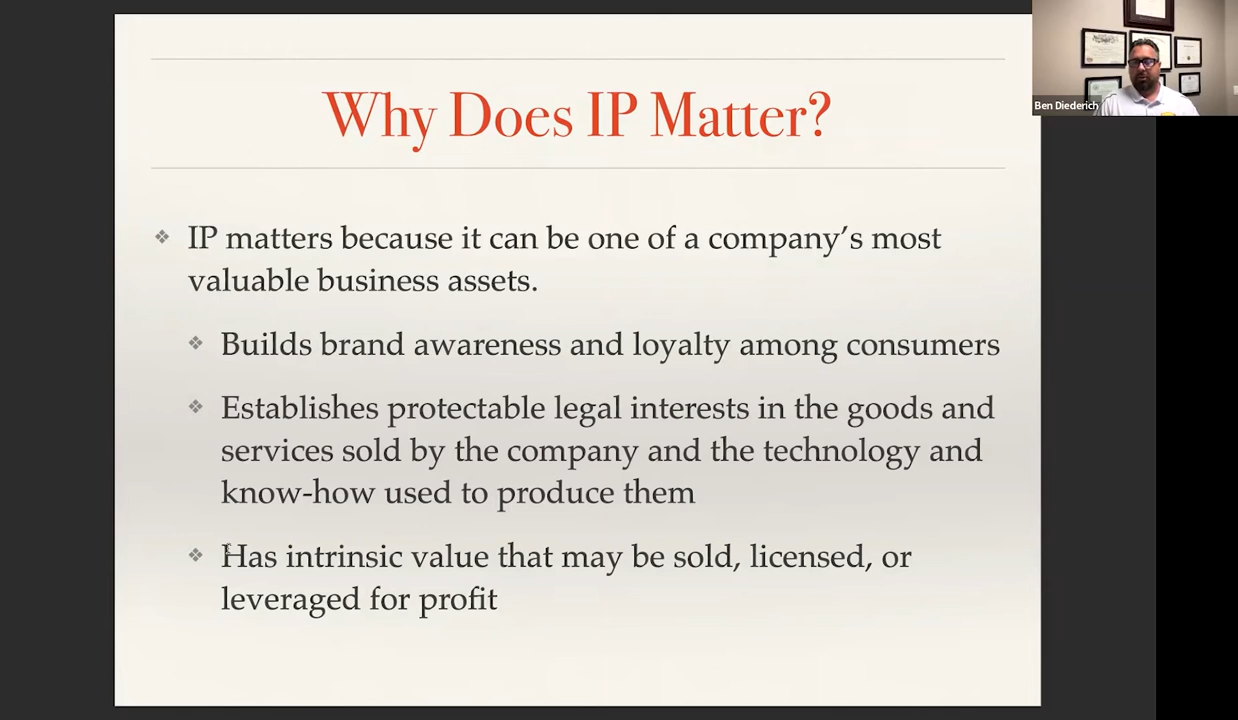 Why Does IP Matter?
Ben Diederich
IP matters because it can be one of a company’s most
valuable business assets.
Builds brand awareness and loyalty among consumers
Establishes protectable legal interests in the goods and
services sold by the company and the technology and
know-how used to produce them
Has intrinsic value that may be sold, licensed, or
leveraged for profit